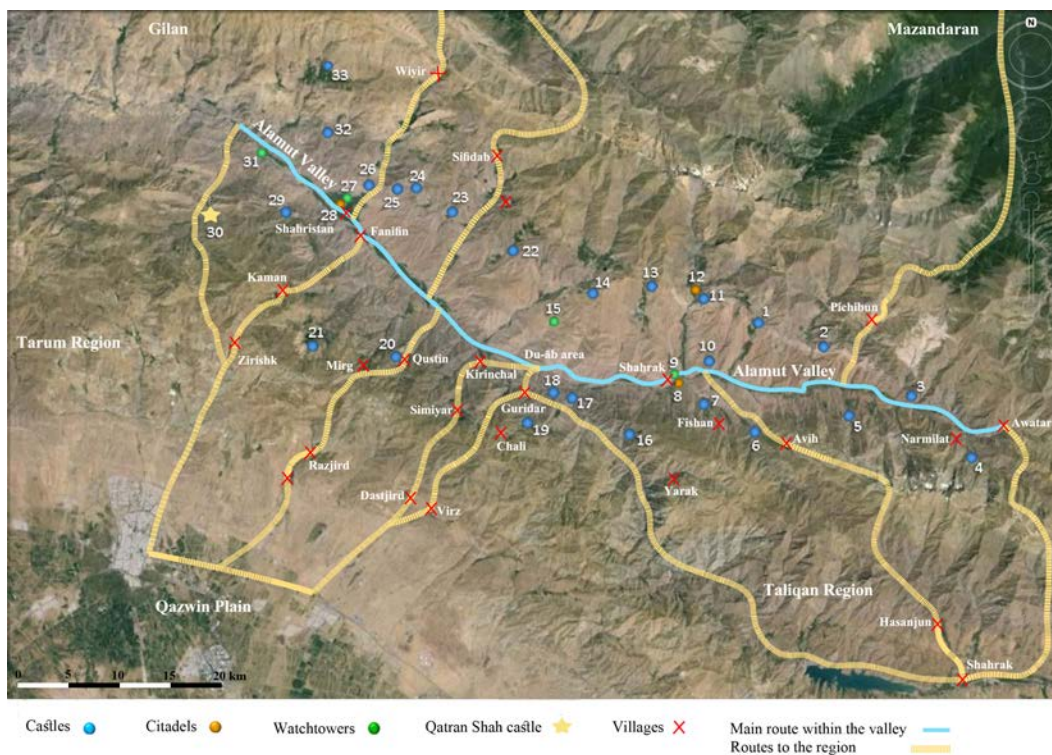 Gilan
Mazandaran
N
33
Wiyir
32
Alamut Valley
31
Sifidab
26
27
24
25
23
29
28
Shahristan
30
Fanifin
22
Kaman
14
13
12
11
15
1
Pichibun
2
Tarum Region
Zirishk
21
20
Mirg
Qustin
Kirinchal
Du-āb area
Shahrak
9
10
Alamut Valley
8
3
18
17
7
Simiyar
Guridar
5
Awatar
19
Fishan
6
Chali
16
Avih
Narmilat
4
Razjird
Yarak
Dastjird
Virz
Qazwin Plain
Taliqan Region
Hasanjun
Shahrak
0 5 10 15 20 km
Castles Citadels Watchtowers Qatran Shah castle Villages Main route within the valley
Routes to the region